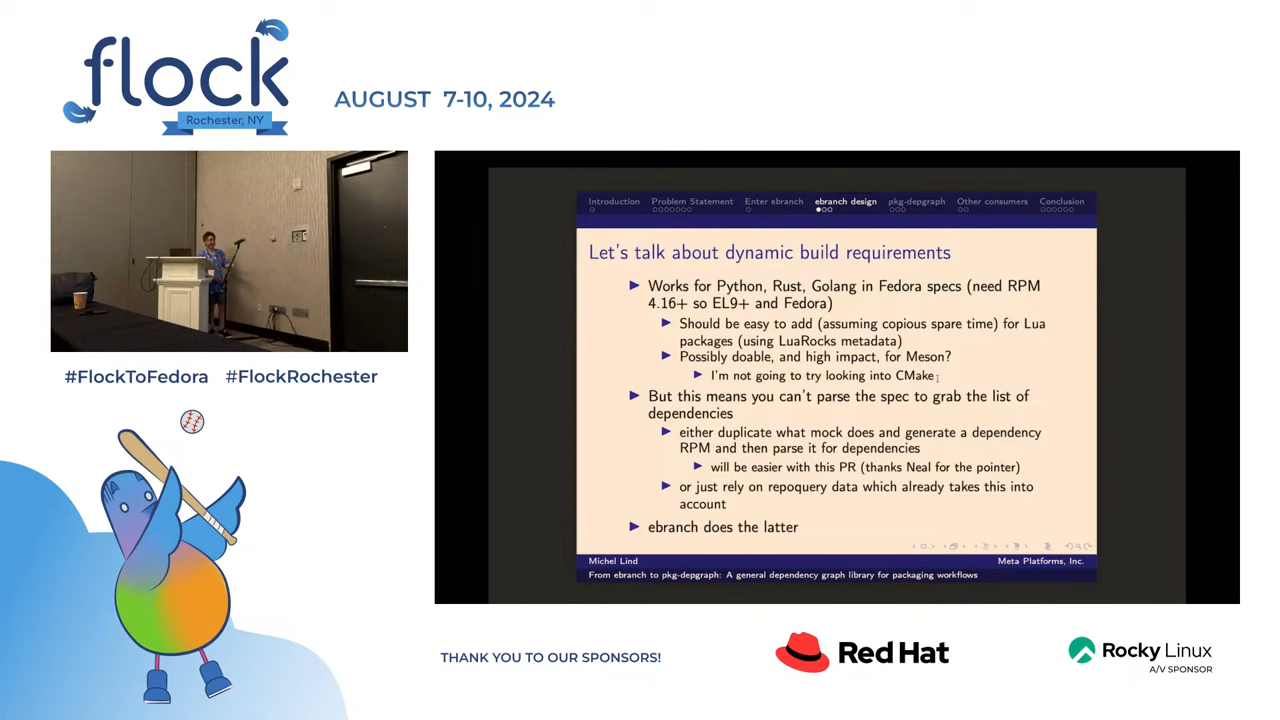 flock
Rochester, NY
AUGUST 7-10, 2024
#FlockToFedora #FlockRochester
Introduction Problem Statement Enter ebranch ebranch design pkg-depgraph Other consumers Conclusion
Let's talk about dynamic build requirements
Works for Python, Rust, Golang in Fedora specs (need RPM
4.16+ so EL9+ and Fedora)
Should be easy to add (assuming copious spare time) for Lua
packages (using LuaRocks metadata)
Possibly doable, and high impact, for Meson?
I'm not going to try looking into CMake
But this means you can't parse the spec to grab the list of
dependencies
either duplicate what mock does and generate a dependency
RPM and then parse it for dependencies
will be easier with this PR (thanks Neal for the pointer)
or just rely on repoquery data which already takes this into
account
ebranch does the latter
Michel Lind Meta Platforms, Inc.
From ebranch to pkg-depgraph: A general dependency graph library for packaging workflows
THANK YOU TO OUR SPONSORS!
Red Hat
Rocky Linux
A/V SPONSOR